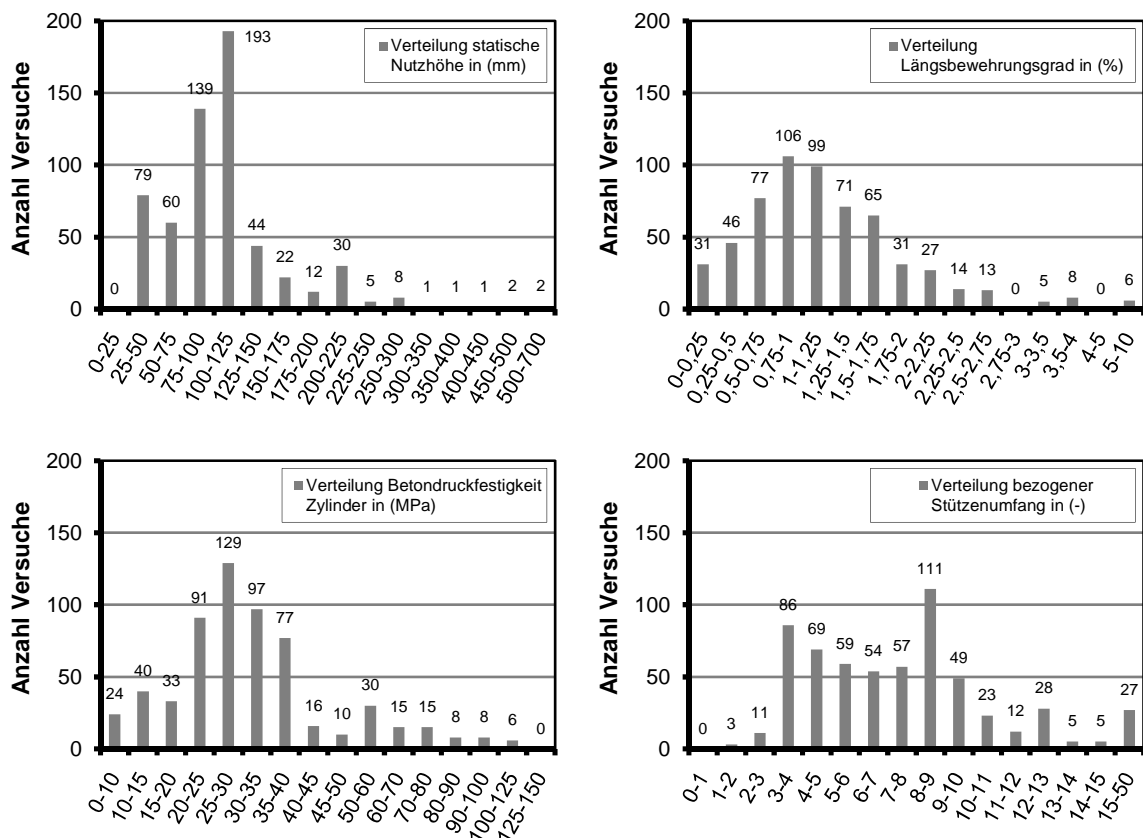 200
150
100
50
0
Anzahl Versuche
Verteilung statische
Nutzhöhe in (mm)
0 79 60 139 193 44 22 12 30 5 8 1 1 1 2 2
0-25 25-50 50-75 75-100 100-125 125-150 150-175 175-200 200-225 225-250 250-300 300-350 350-400 400-450 450-500 500-700
200
150
100
50
0
Anzahl Versuche
Verteilung
Längsbewehrungsgrad in (%)
31 46 77 106 99 71 65 31 27 14 13 0 5 8 0 6
0-0,25 0,25-0,5 0,5-0,75 0,75-1 1-1,25 1,25-1,5 1,5-1,75 1,75-2 2-2,25 2,25-2,5 2,5-2,75 2,75-3 3-3,5 3,5-4 4-5 5-10
200
150
100
50
0
Anzahl Versuche
Verteilung Betondruckfestigkeit
Zylinder in (MPa)
24 40 33 91 129 97 77 16 10 30 15 15 8 8 6 0
0-10 10-15 15-20 20-25 25-30 30-35 35-40 40-45 45-50 50-60 60-70 70-80 80-90 90-100 100-125 125-150
200
150
100
50
0
Anzahl Versuche
Verteilung bezogener
Stützenumfang in (-)
0 3 11 86 69 59 54 57 111 49 23 12 28 5 5 27
0-1 1-2 2-3 3-4 4-5 5-6 6-7 7-8 8-9 9-10 10-11 11-12 12-13 13-14 14-15 15-50